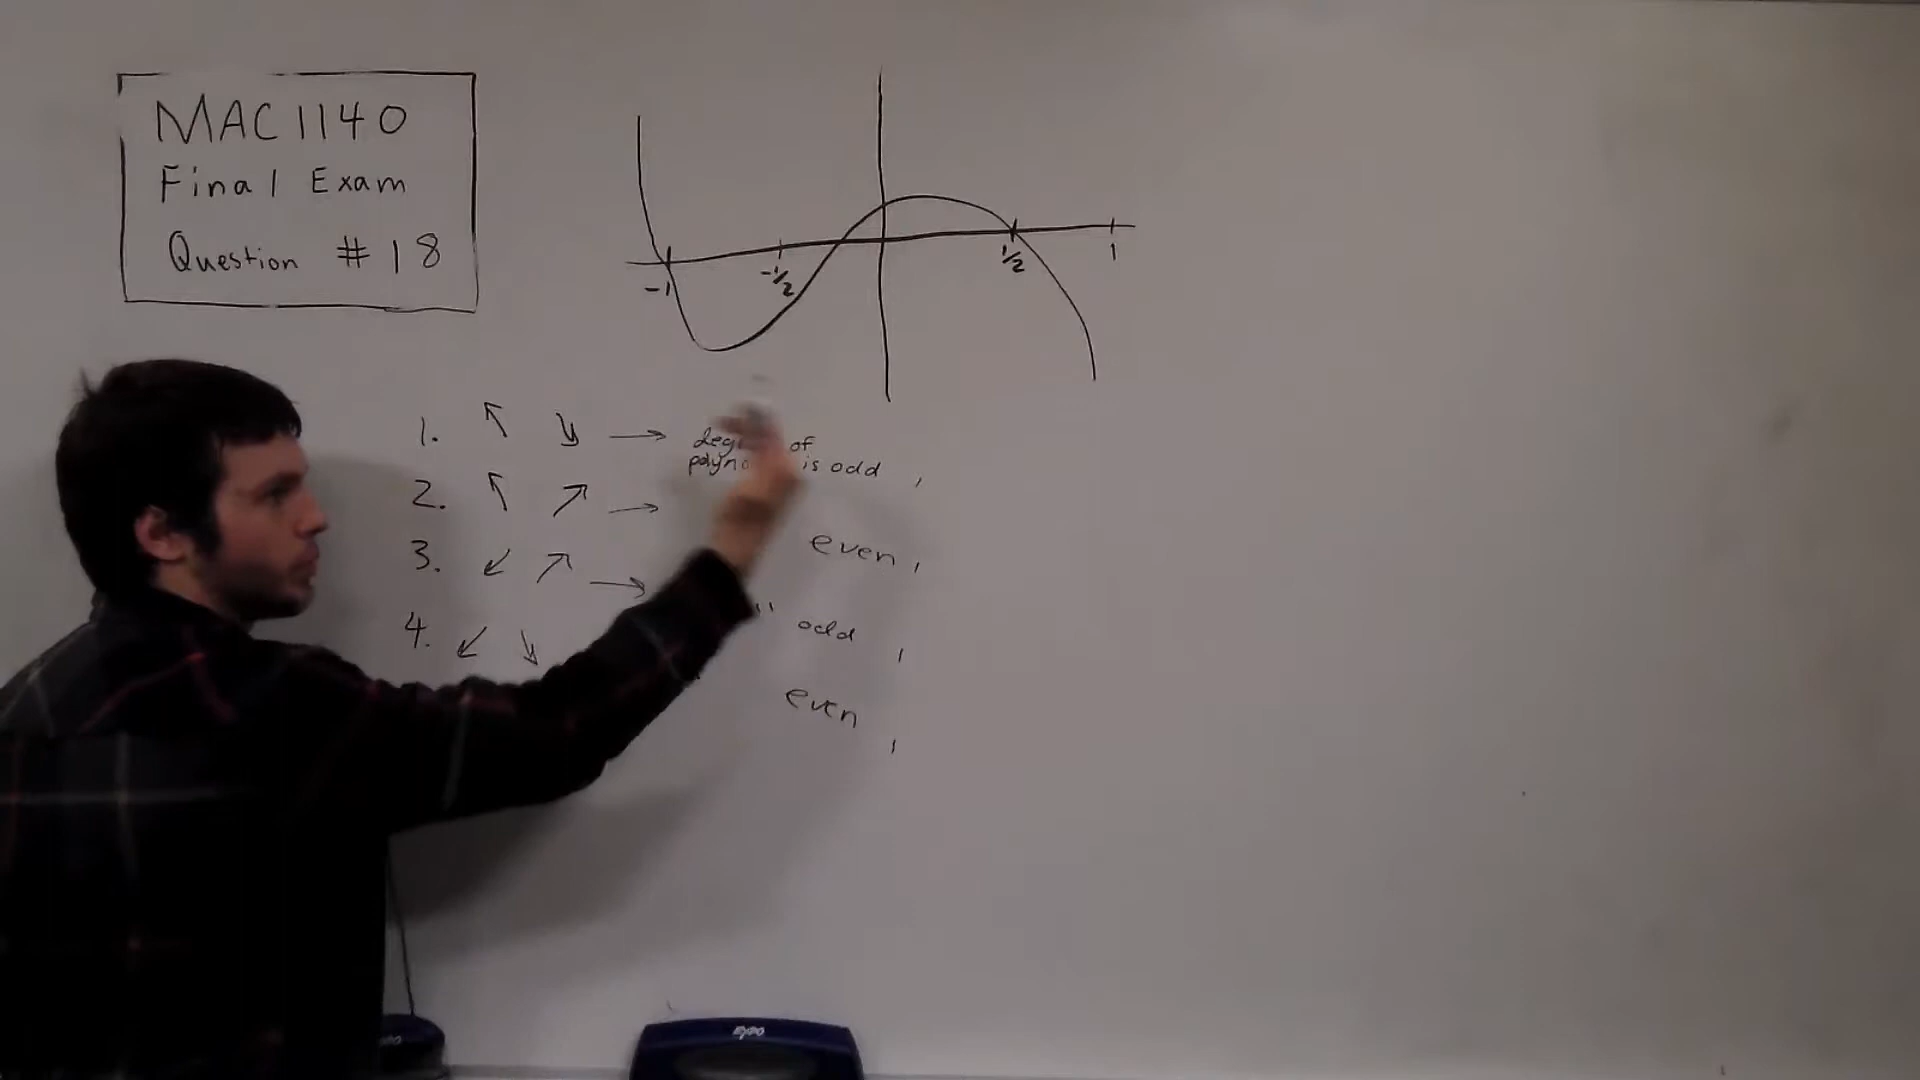 MAC1140
Final Exam
Question #18
-1
-1/2
1/2
1
1.
of
is odd ,
2.
even ,
3.
" odd ,
4.
even ,
EXPO